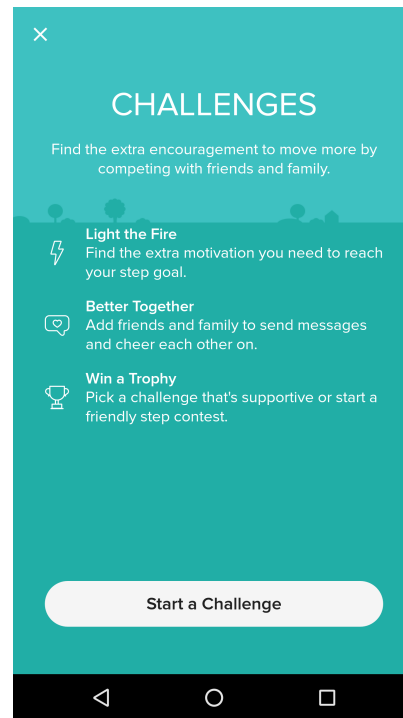 CHALLENGES
Find the extra encouragement to move more by
competing with friends and family.
Light the Fire
Find the extra motivation you need to reach
your step goal.
Better Together
Add friends and family to send messages
and cheer each other on.
Win a Trophy
Pick a challenge that's supportive or start a
friendly step contest.
Start a Challenge